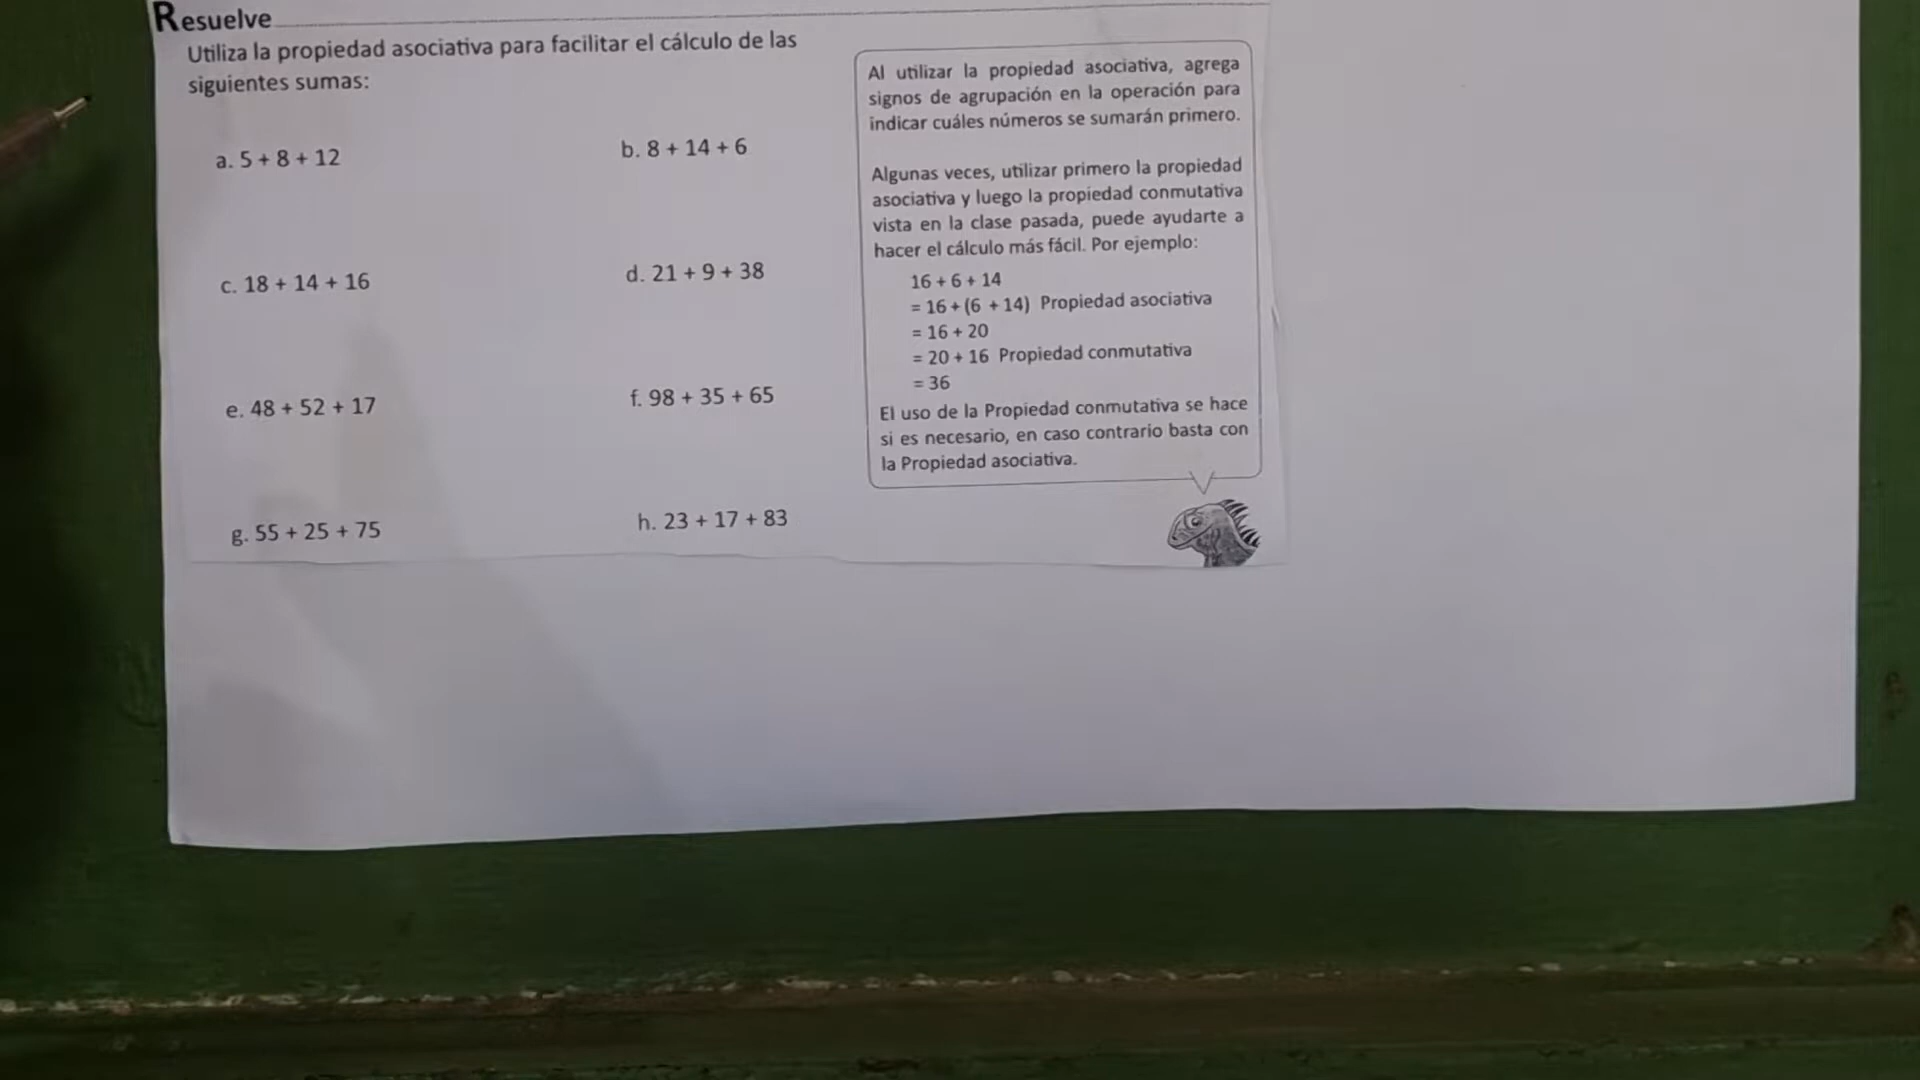 Resuelve
Utiliza la propiedad asociativa para facilitar el cálculo de las
siguientes sumas:
a. 5 + 8 + 12
b. 8 + 14 + 6
c. 18 + 14 + 16
d. 21 + 9 + 38
e. 48 + 52 + 17
f. 98 + 35 + 65
g. 55 + 25 + 75
h. 23 + 17 + 83
Al utilizar la propiedad asociativa, agrega
signos de agrupación en la operación para
indicar cuáles números se sumarán primero.
Algunas veces, utilizar primero la propiedad
asociativa y luego la propiedad conmutativa
vista en la clase pasada, puede ayudarte a
hacer el cálculo más fácil. Por ejemplo:
16 + 6 + 14
= 16 + (6 + 14) Propiedad asociativa
= 16 + 20
= 20 + 16 Propiedad conmutativa
= 36
El uso de la Propiedad conmutativa se hace
si es necesario, en caso contrario basta con
la Propiedad asociativa.